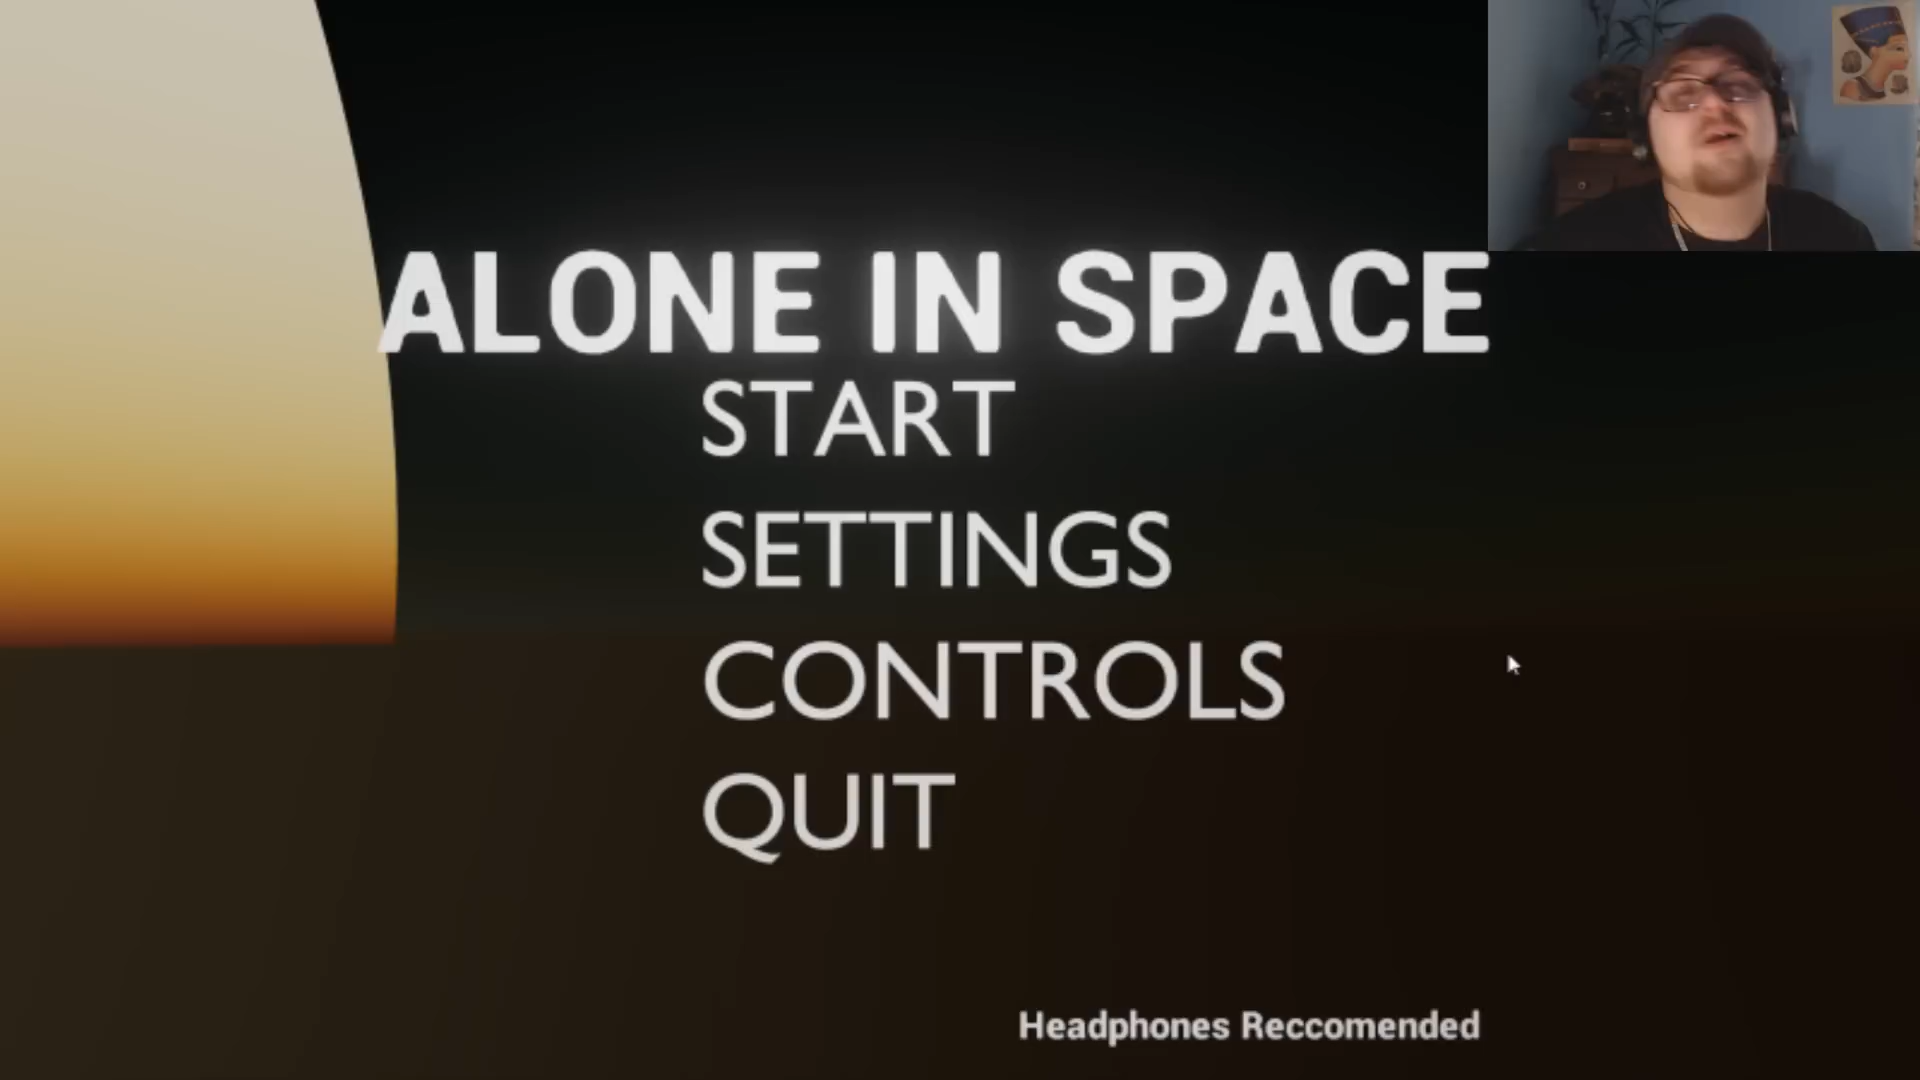 ALONE IN SPACE
START
SETTINGS
CONTROLS
QUIT
Headphones Reccomended